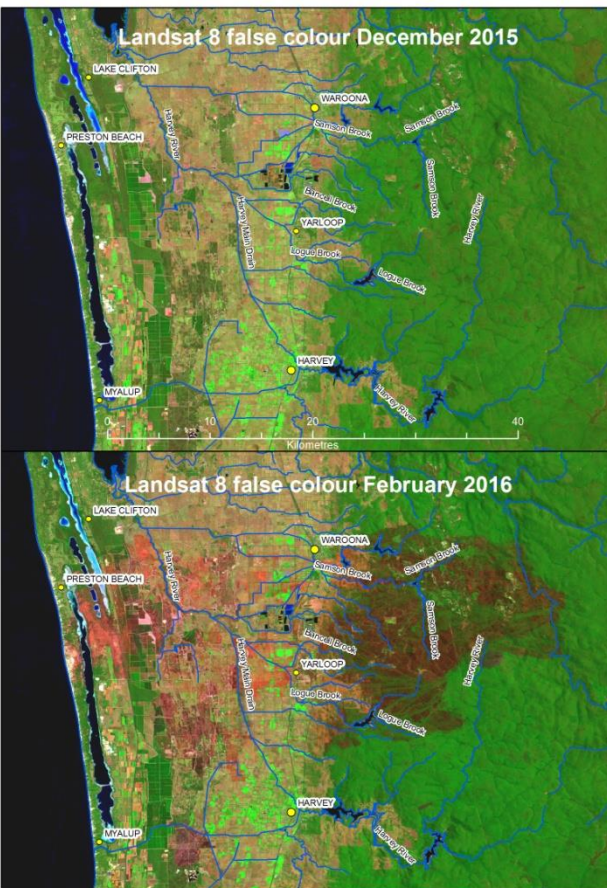 Landsat 8 false colour December 2015
LAKE CLIFTON
WAROONA
Samson Brook
Samson Brook
PRESTON BEACH
Harvey River
Samson Brook
Bancell Brook
Harvey River
Harvey Main Drain
YARLOOP
Logue Brook
Logue Brook
HARVEY
MYALUP
Harvey River
0 10 20 40
Kilometres
Landsat 8 false colour February 2016
LAKE CLIFTON
WAROONA
Samson Brook
Samson Brook
PRESTON BEACH
Harvey River
Samson Brook
Bancell Brook
Harvey River
Harvey Main Drain
YARLOOP
Logue Brook
Logue Brook
HARVEY
MYALUP
Harvey River